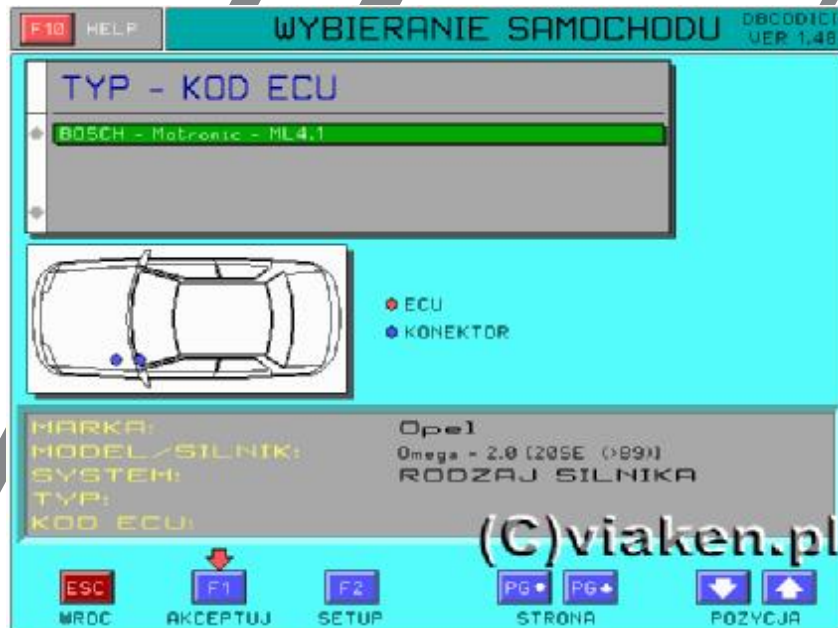 F10 HELP
WYBIERANIE SAMOCHODU
VER 1.48
TYP - KOD ECU
BOSCH - Motronic - ML4.1
ECU
KONEKTOR
MARKA: Opel
MODEL/SILNIK: Omega - 2.0 [20SE (>89)]
SYSTEM: RODZAJ SILNIKA
TYP:
KOD ECU:
(C)viaken.pl
ESC F1 F2 PG PG
WROC AKCEPTUJ SETUP STRONA POZYCJA